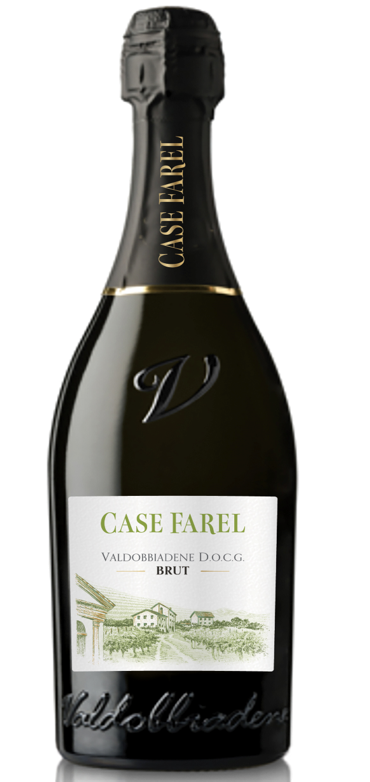 CASE FAREL
V
CASE FAREL
VALDOBBIADENE D.O.C.G.
BRUT
Valdobbiadene